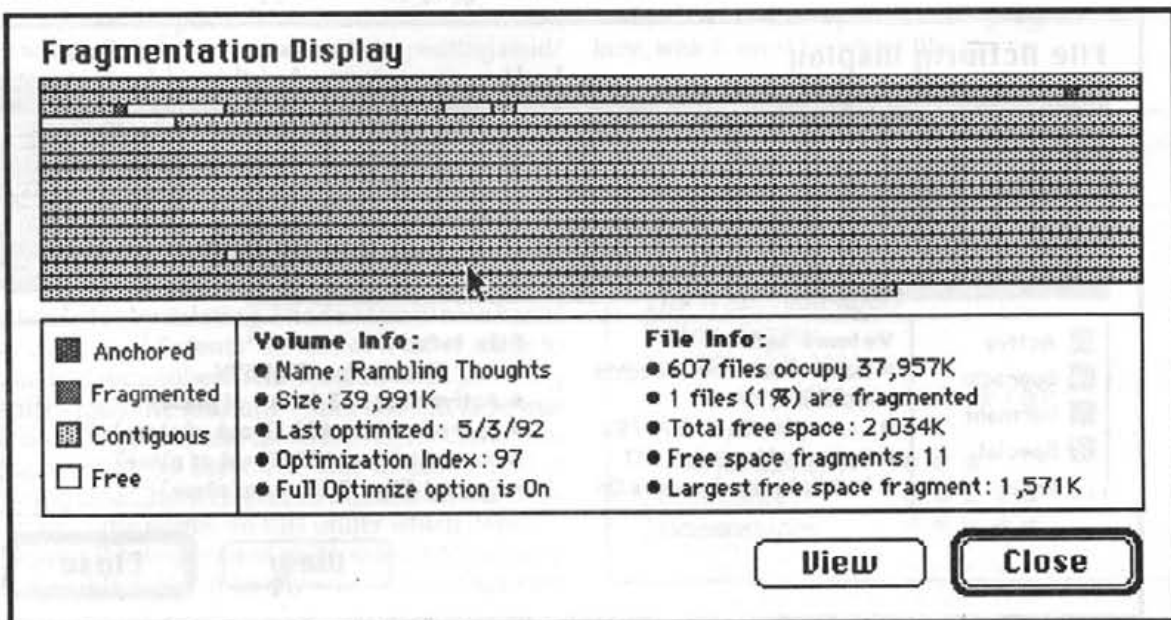 Fragmentation Display
Anchored
Fragmented
Contiguous
Free
Volume Info:
● Name: Rambling Thoughts
● Size: 39,991K
● Last optimized: 5/3/92
● Optimization Index: 97
● Full Optimize option is On
File Info:
● 607 files occupy 37,957K
● 1 files (1%) are fragmented
● Total free space: 2,034K
● Free space fragments: 11
● Largest free space fragment: 1,571K
View
Close